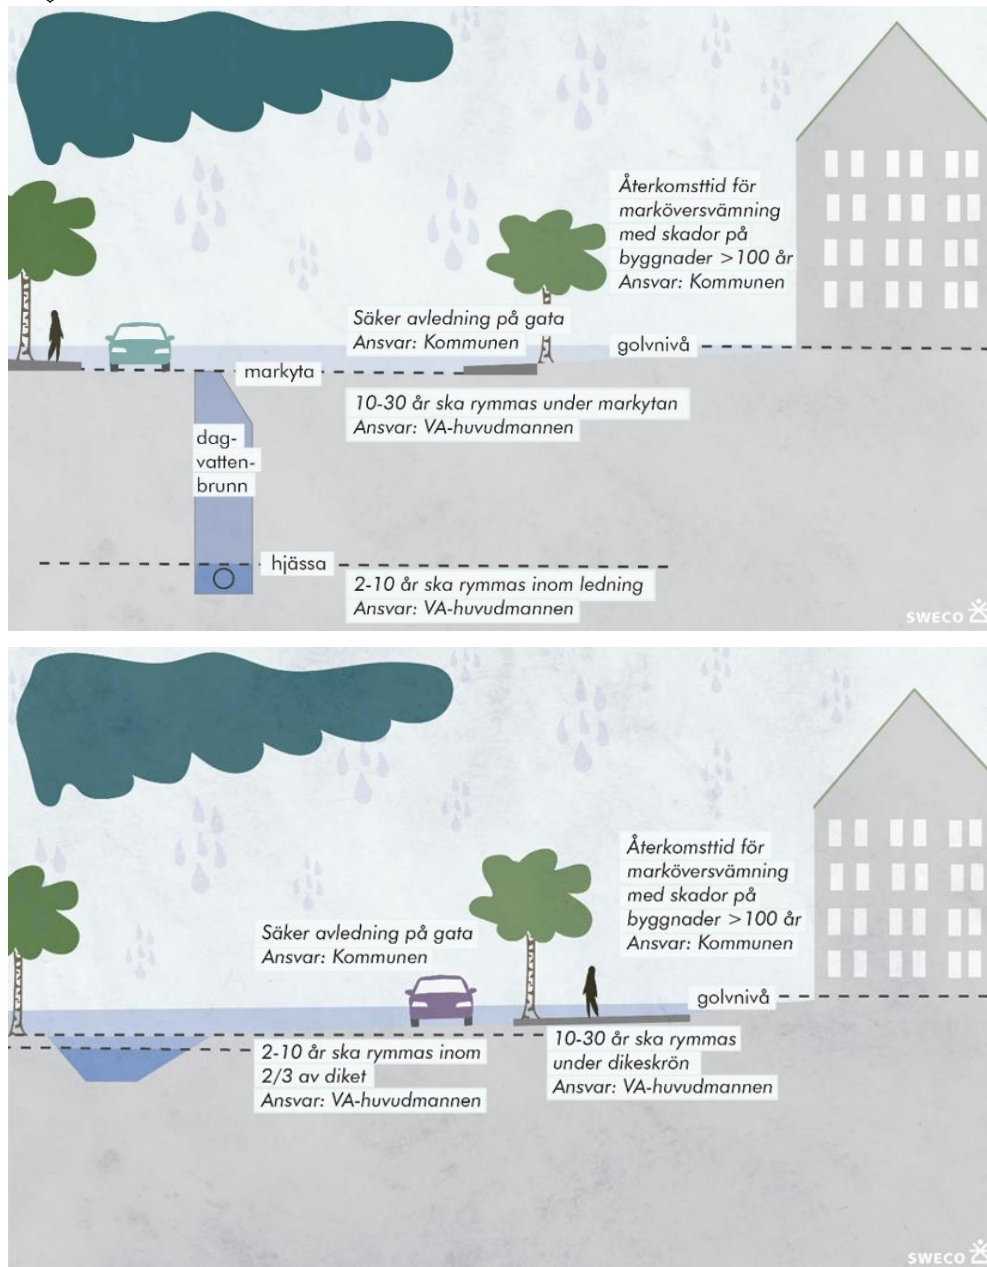 Återkomsttid för
marköversvämning
med skador på
byggnader >100 år
Ansvar: Kommunen
Säker avledning på gata
Ansvar: Kommunen
golvnivå
markyta
10-30 år ska rymmas under markytan
Ansvar: VA-huvudmannen
dag-
vatten-
brunn
hjässa
2-10 år ska rymmas inom ledning
Ansvar: VA-huvudmannen
SWECO
Återkomsttid för
marköversvämning
med skador på
byggnader >100 år
Ansvar: Kommunen
Säker avledning på gata
Ansvar: Kommunen
golvnivå
2-10 år ska rymmas inom
2/3 av diket
Ansvar: VA-huvudmannen
10-30 år ska rymmas
under dikeskrön
Ansvar: VA-huvudmannen
SWECO